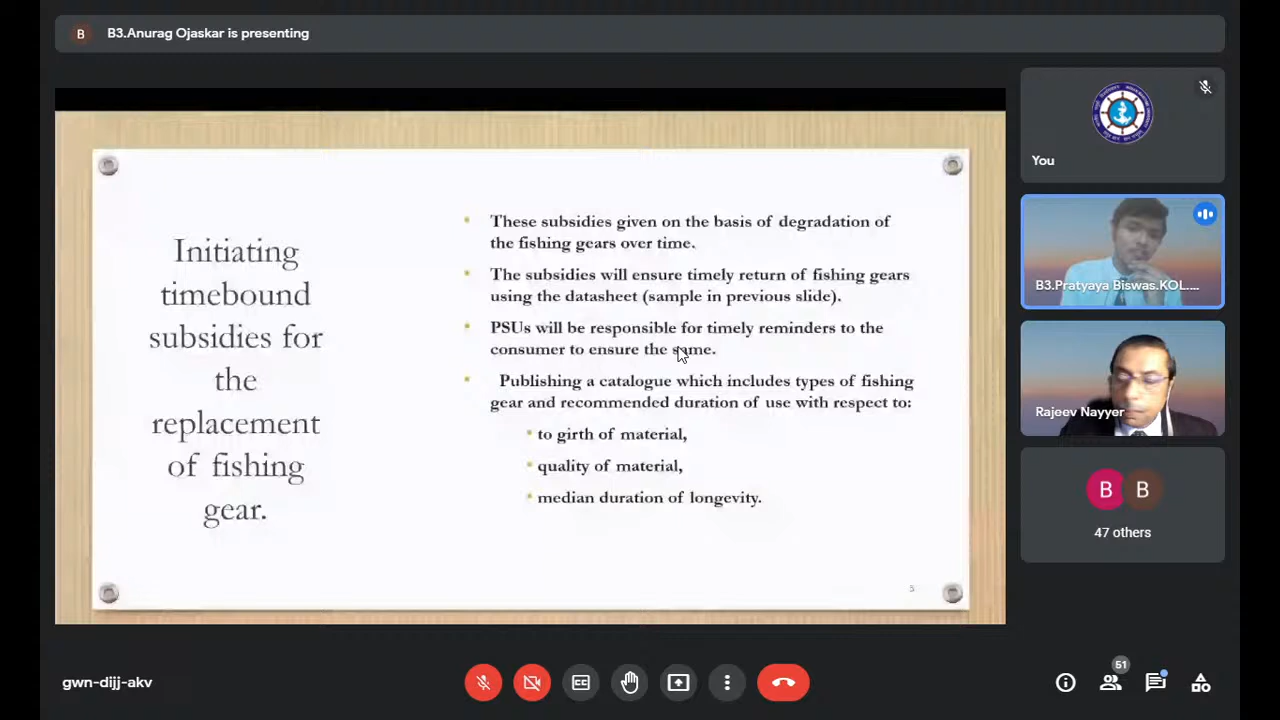 B
B3.Anurag Ojaskar is presenting
Initiating
timebound
subsidies for
the
replacement
of fishing
gear.
These subsidies given on the basis of degradation of
the fishing gears over time.
The subsidies will ensure timely return of fishing gears
using the datasheet (sample in previous slide).
PSUs will be responsible for timely reminders to the
consumer to ensure the same.
Publishing a catalogue which includes types of fishing
gear and recommended duration of use with respect to:
to girth of material,
quality of material,
median duration of longevity.
5
You
B3.Pratyaya Biswas.KOL....
Rajeev Nayyer
B
B
47 others
gwn-dijj-akv
CC
51